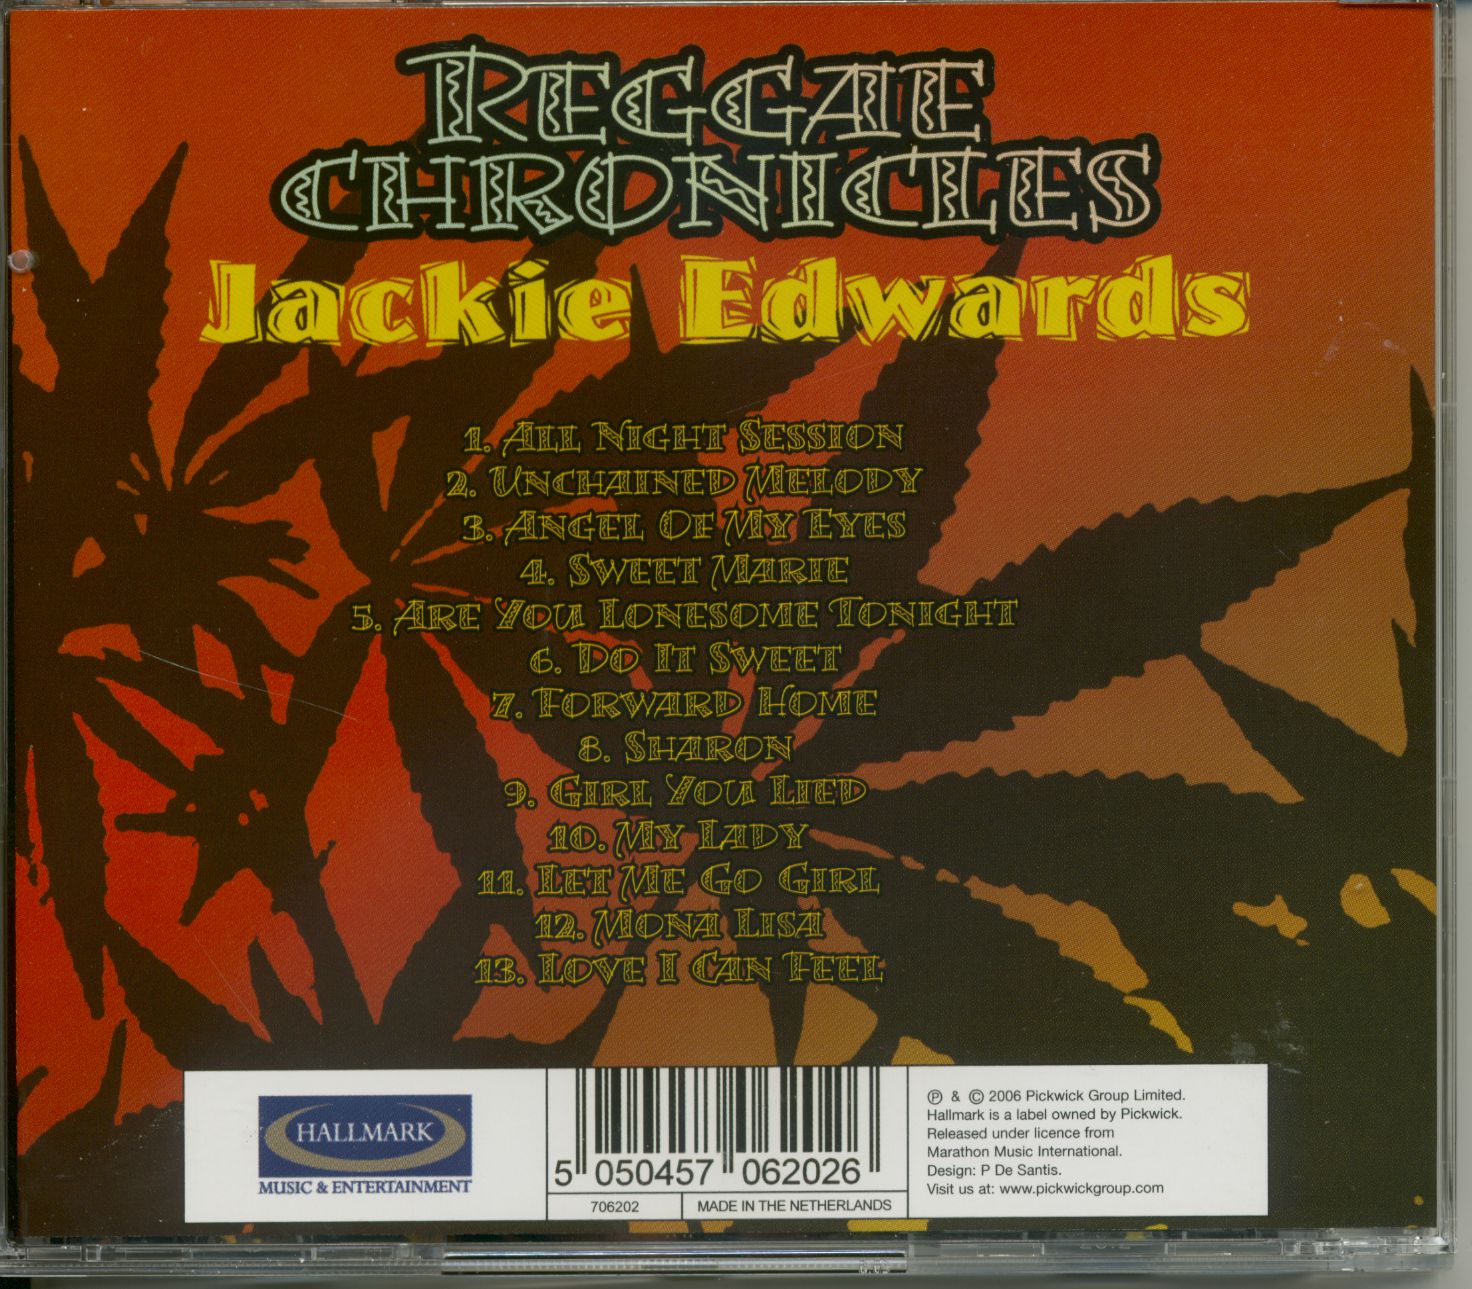 REGGAE
CHRONICLES
Jackie Edwards
1. ALL NIGHT SESSION
2. UNCHAINED MELODY
3. ANGEL OF MY EYES
4. SWEET MARIE
5. ARE YOU LONESOME TONIGHT
6. DO IT SWEET
7. FORWARD HOME
8. SHARON
9. GIRL YOU LIED
10. MY LADY
11. LET ME GO GIRL
12. MONA LISA
13. LOVE I CAN FEEL
HALLMARK
MUSIC & ENTERTAINMENT
5 050457 062026
706202
MADE IN THE NETHERLANDS
℗ & © 2006 Pickwick Group Limited.
Hallmark is a label owned by Pickwick.
Released under licence from
Marathon Music International.
Design: P De Santis.
Visit us at: www.pickwickgroup.com